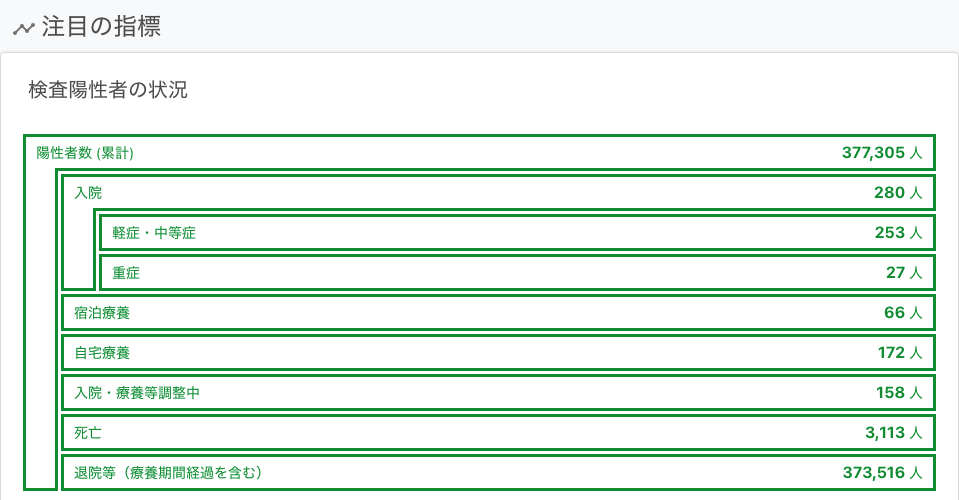 注目の指標
検査陽性者の状況
陽性者数 (累計) 377,305 人
入院 280 人
軽症・中等症 253 人
重症 27 人
宿泊療養 66 人
自宅療養 172 人
入院・療養等調整中 158 人
死亡 3,113 人
退院等（療養期間経過を含む） 373,516 人